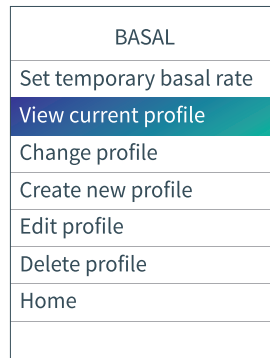 BASAL
Set temporary basal rate
View current profile
Change profile
Create new profile
Edit profile
Delete profile
Home